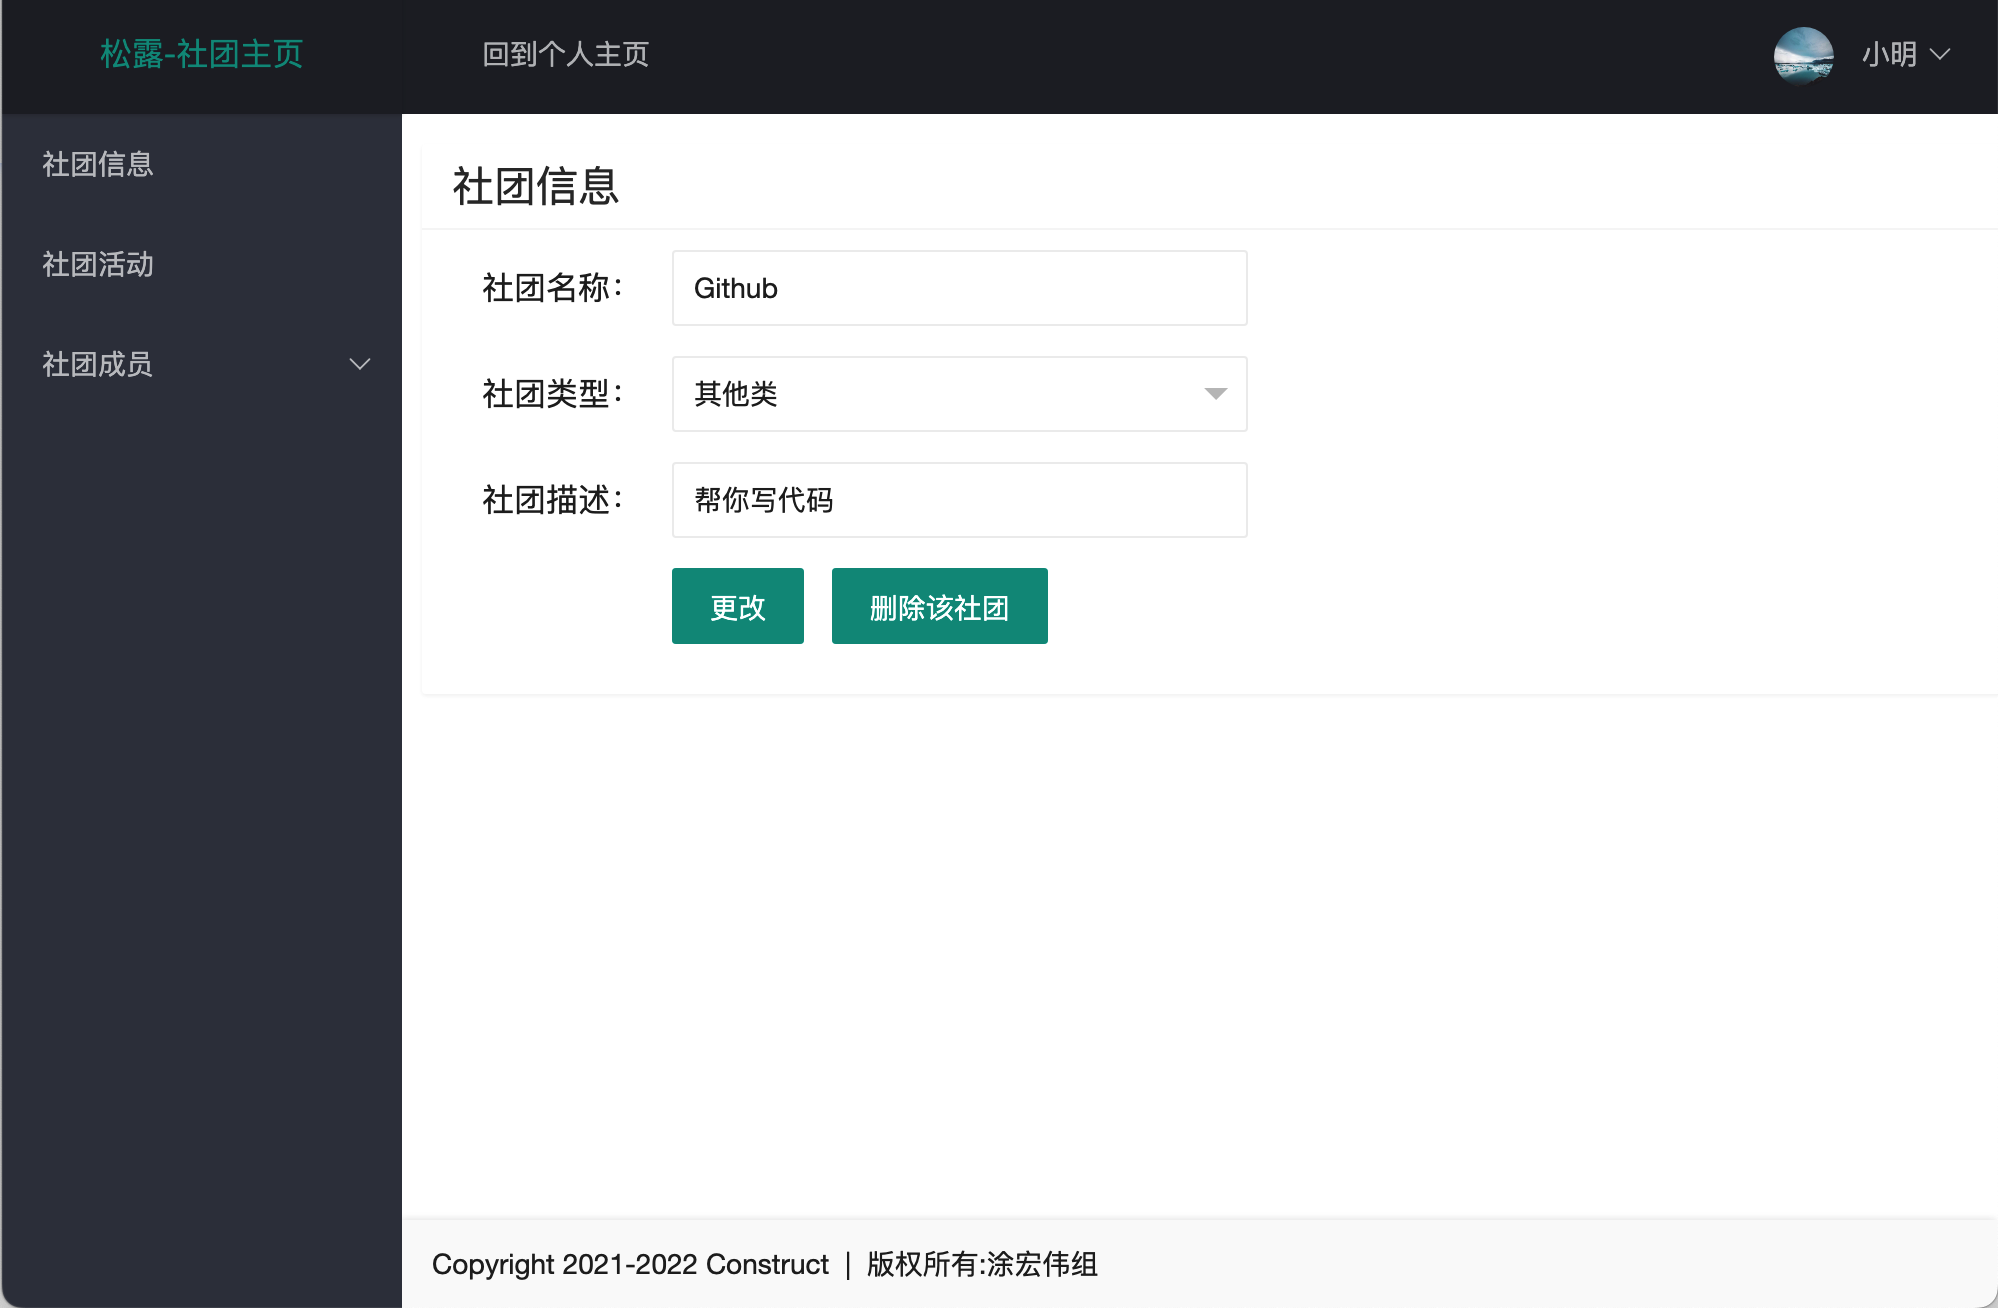 松露-社团主页
回到个人主页
小明
社团信息
社团活动
社团成员
社团信息
社团名称：
Github
社团类型：
其他类
社团描述：
帮你写代码
更改
删除该社团
Copyright 2021-2022 Construct | 版权所有:涂宏伟组